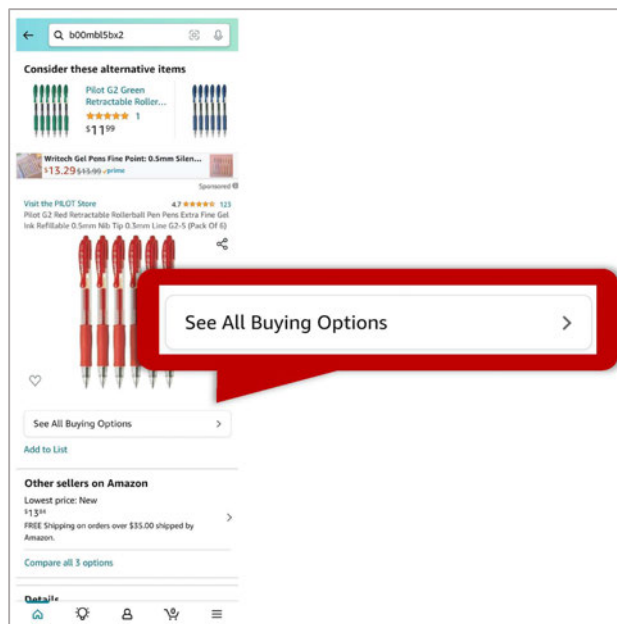 b00mbl5bx2
Consider these alternative items
Pilot G2 Green
Retractable Roller...
1
$11⁹⁹
Writech Gel Pens Fine Point: 0.5mm Silen...
$13.29 $13.99 prime
Sponsored
Visit the PILOT Store 4.7 123
Pilot G2 Red Retractable Rollerball Pen Pens Extra Fine Gel
Ink Refillable 0.5mm Nib Tip 0.3mm Line G2-5 (Pack Of 6)
See All Buying Options
See All Buying Options
Add to List
Other sellers on Amazon
Lowest price: New
FREE Shipping on orders over $35.00 shipped by
Amazon.
Compare all 3 options
Details